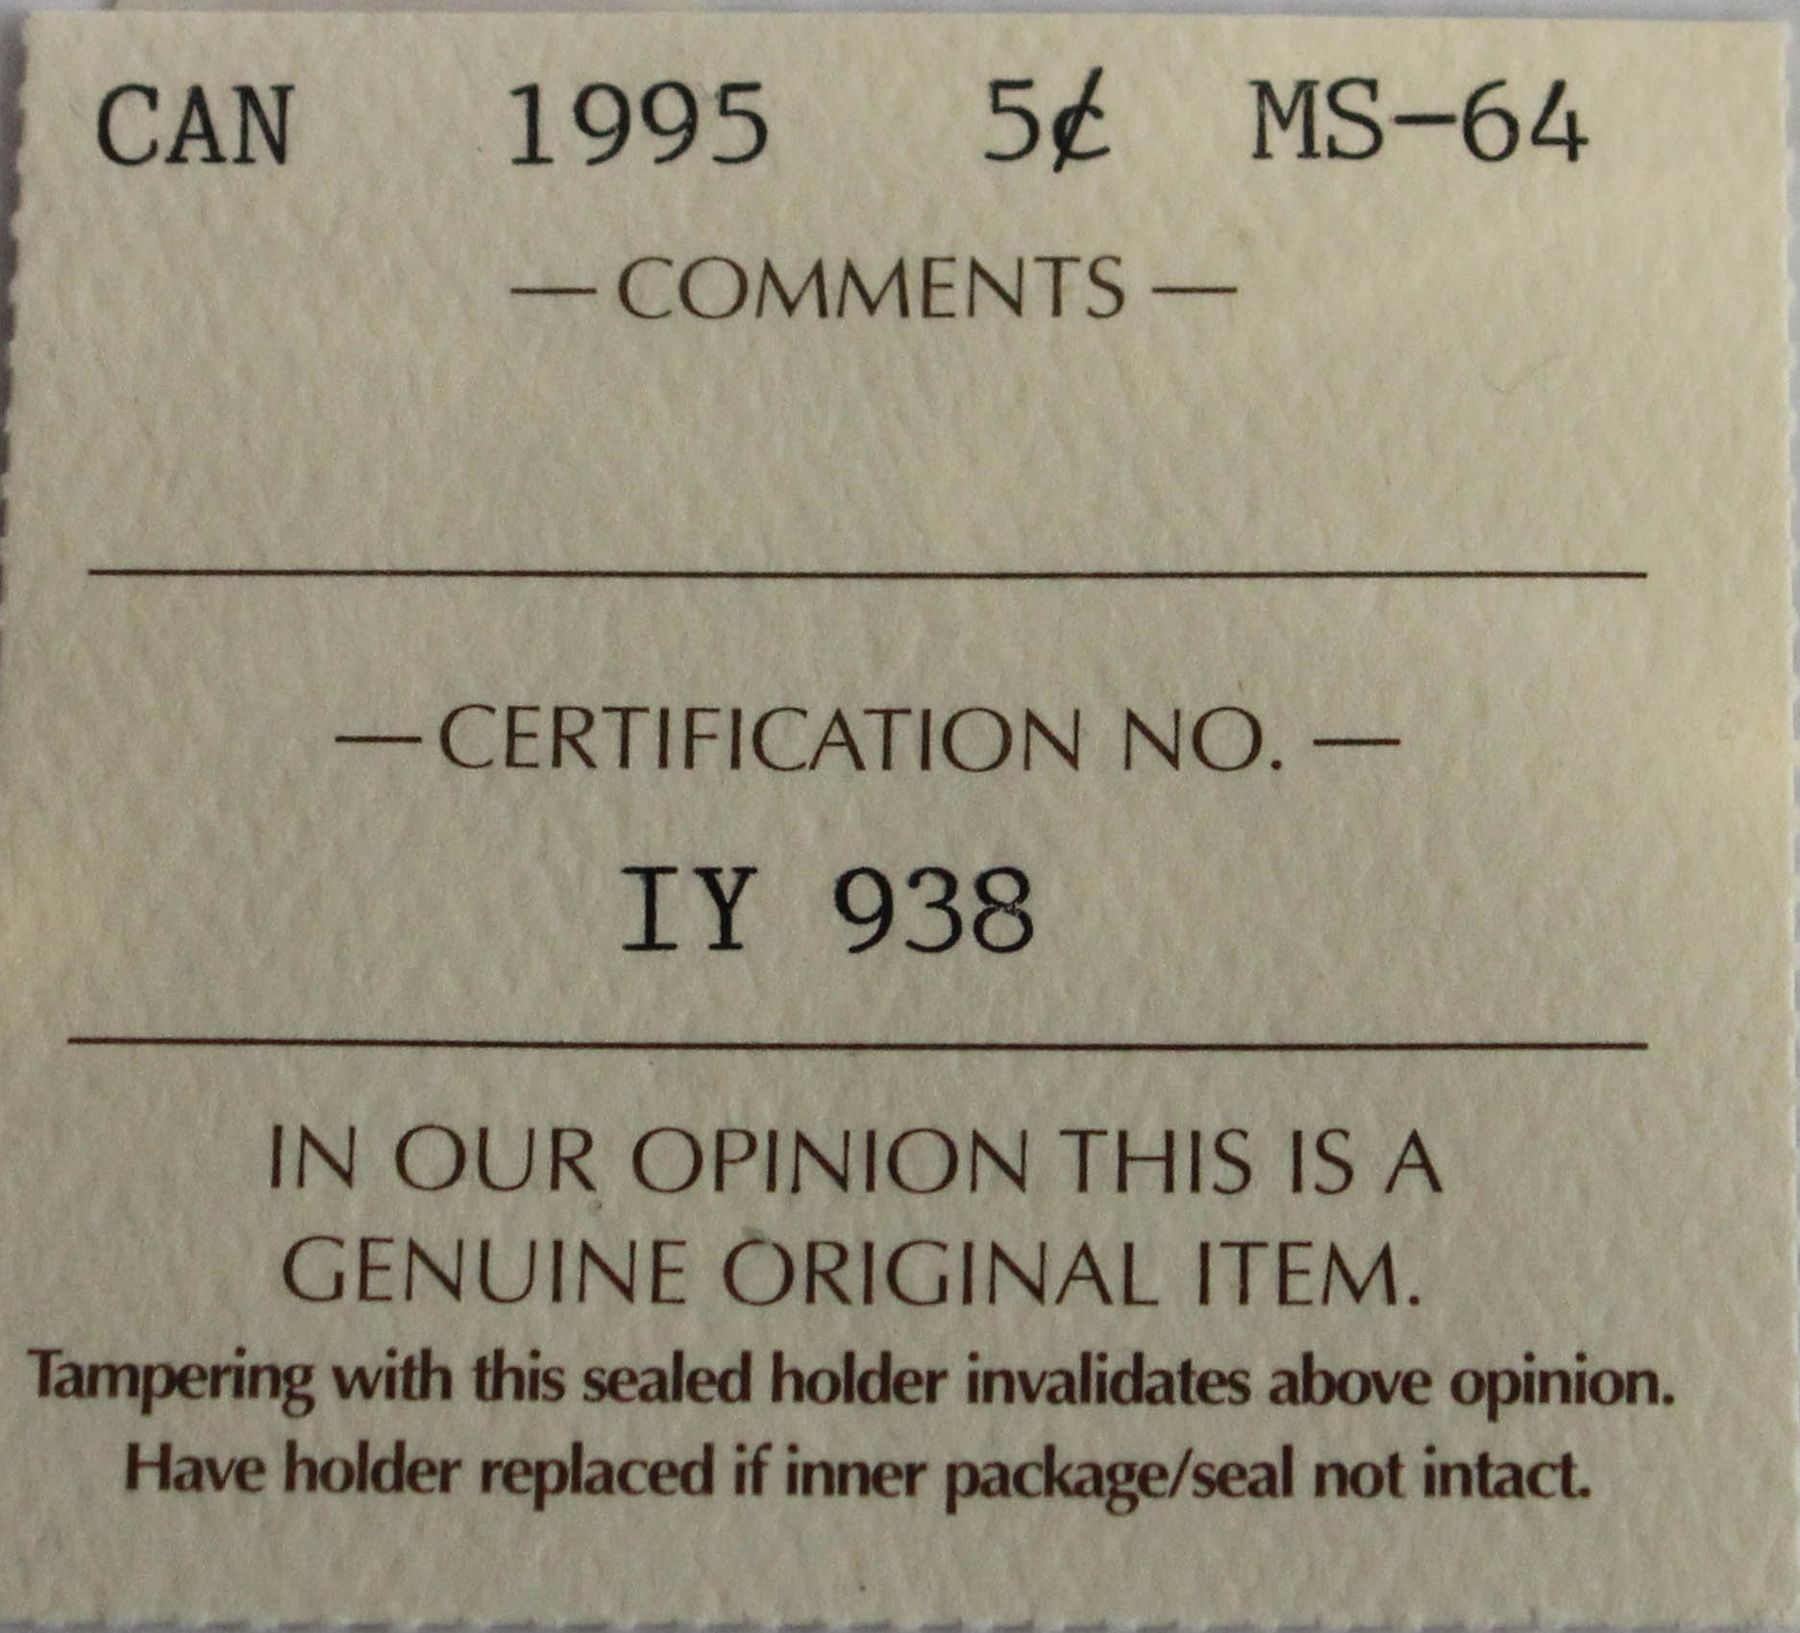 CAN 1995 5¢ MS-64
— COMMENTS —
— CERTIFICATION NO. —
IY 938
IN OUR OPINION THIS IS A
GENUINE ORIGINAL ITEM.
Tampering with this sealed holder invalidates above opinion.
Have holder replaced if inner package/seal not intact.